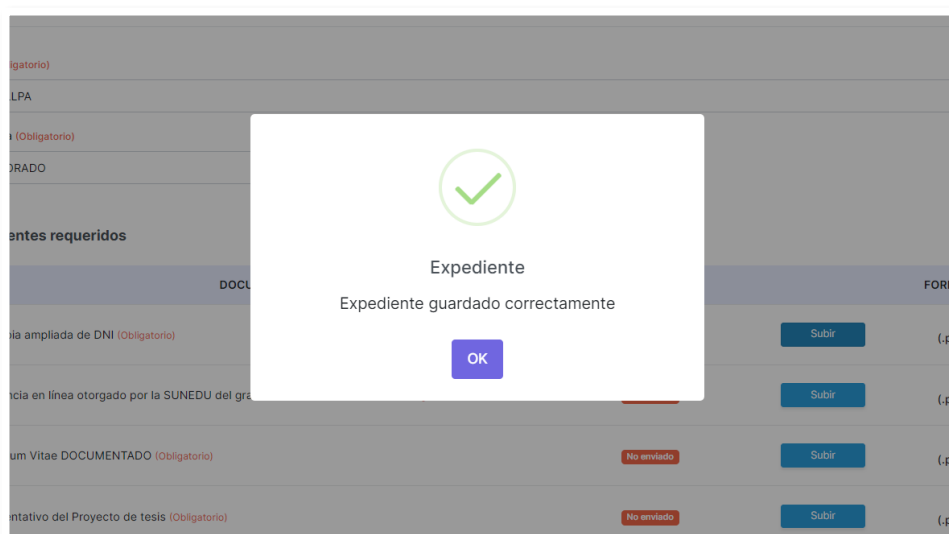 igatorio)
LPA
(Obligatorio)
ORADO
entes requeridos
DOCU
FOR
ia ampliada de DNI (Obligatorio)
Subir
(.p
ncia en línea otorgado por la SUNEDU del gra
Subir
(.p
um Vitae DOCUMENTADO (Obligatorio)
No enviado
Subir
(.p
entativo del Proyecto de tesis (Obligatorio)
No enviado
Subir
(.p
Expediente
Expediente guardado correctamente
OK